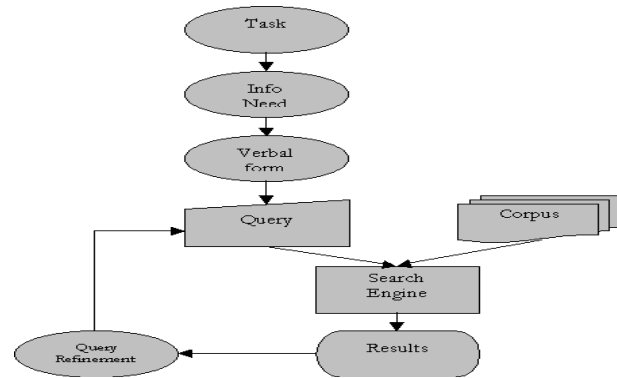 Task
Info
Need
Verbal
form
Query
Corpus
Search
Engine
Query
Refinement
Results